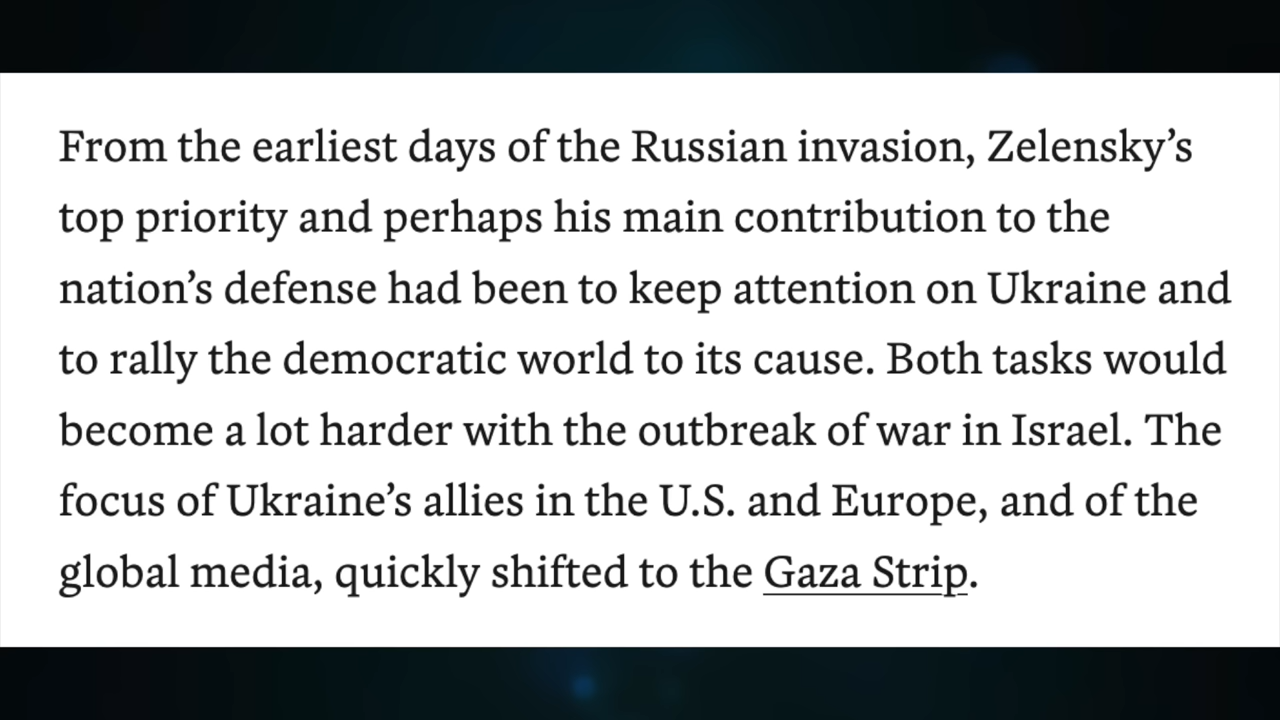 From the earliest days of the Russian invasion, Zelensky’s
top priority and perhaps his main contribution to the
nation’s defense had been to keep attention on Ukraine and
to rally the democratic world to its cause. Both tasks would
become a lot harder with the outbreak of war in Israel. The
focus of Ukraine’s allies in the U.S. and Europe, and of the
global media, quickly shifted to the Gaza Strip.